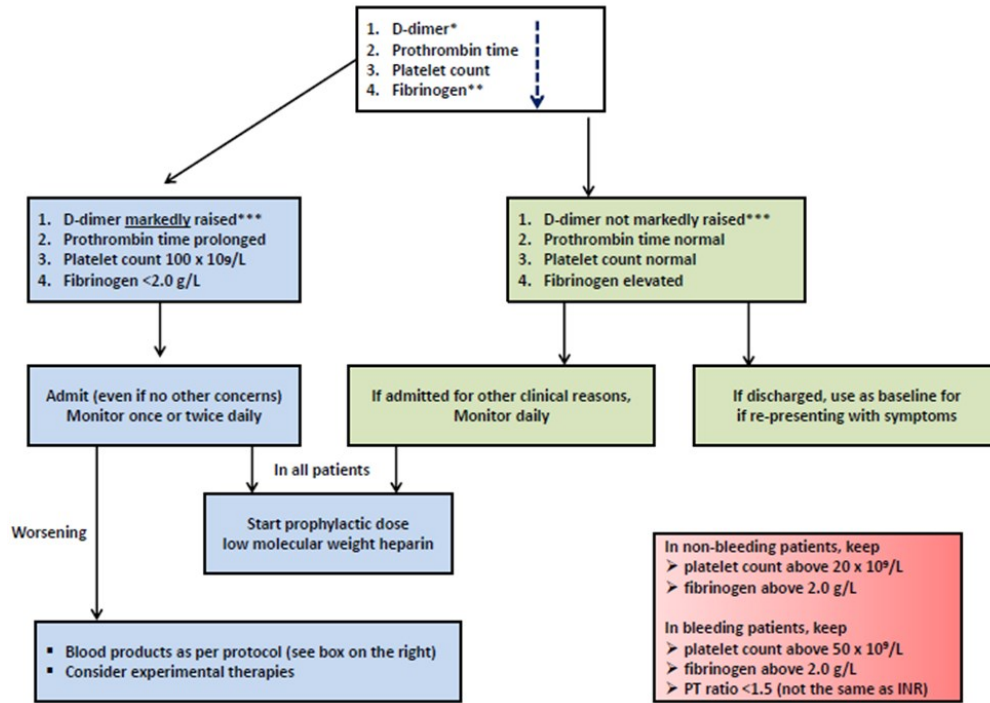 1. D-dimer*
2. Prothrombin time
3. Platelet count
4. Fibrinogen**
1. D-dimer markedly raised***
2. Prothrombin time prolonged
3. Platelet count 100 x 10₉/L
4. Fibrinogen <2.0 g/L
1. D-dimer not markedly raised***
2. Prothrombin time normal
3. Platelet count normal
4. Fibrinogen elevated
Admit (even if no other concerns)
Monitor once or twice daily
If admitted for other clinical reasons,
Monitor daily
If discharged, use as baseline for
if re-presenting with symptoms
In all patients
Worsening
Start prophylactic dose
low molecular weight heparin
In non-bleeding patients, keep
➢ platelet count above 20 x 10⁹/L
➢ fibrinogen above 2.0 g/L
In bleeding patients, keep
➢ platelet count above 50 x 10⁹/L
➢ fibrinogen above 2.0 g/L
➢ PT ratio <1.5 (not the same as INR)
▪ Blood products as per protocol (see box on the right)
▪ Consider experimental therapies